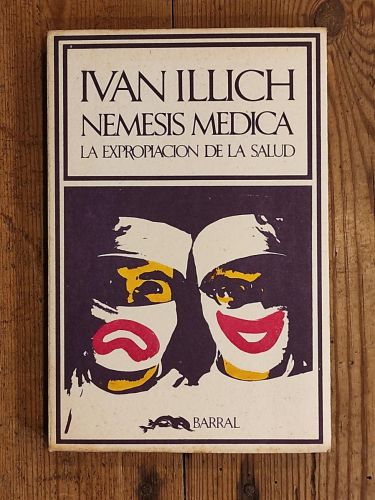 IVAN ILLICH
NEMESIS MEDICA
LA EXPROPIACION DE LA SALUD
BARRAL